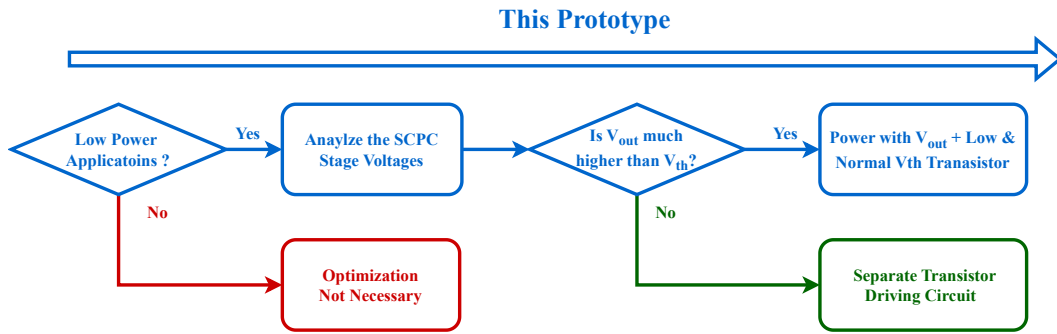 This Prototype
Low Power
Applicatoins ?
Yes
Anaylze the SCPC
Stage Voltages
Is Vout much
higher than Vth?
Yes
Power with Vout + Low &
Normal Vth Tranasistor
No
No
Optimization
Not Necessary
Separate Transistor
Driving Circuit